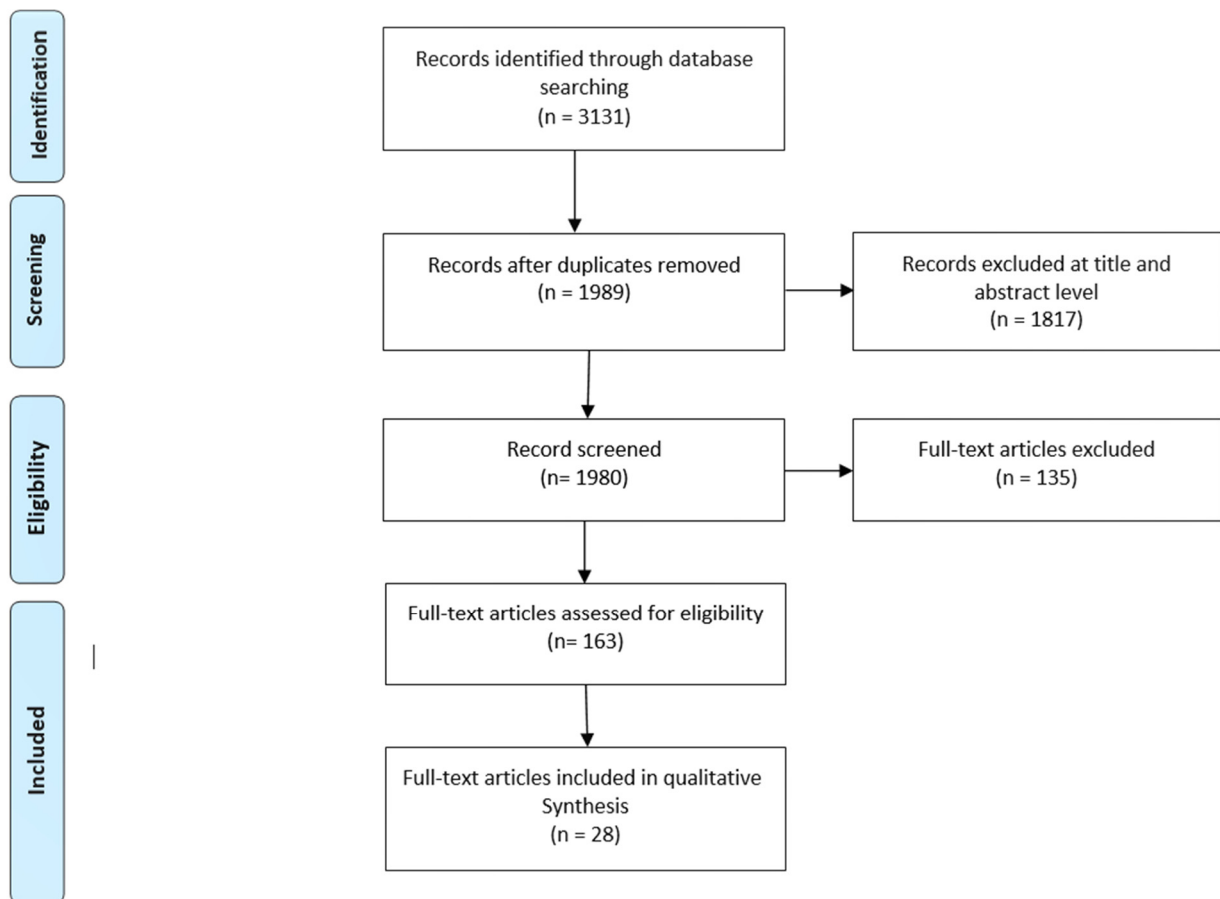 Identification
Records identified through database
searching
(n = 3131)
Screening
Records after duplicates removed
(n = 1989)
Records excluded at title and
abstract level
(n = 1817)
Eligibility
Record screened
(n= 1980)
Full-text articles excluded
(n = 135)
Full-text articles assessed for eligibility
(n= 163)
Included
Full-text articles included in qualitative
Synthesis
(n = 28)